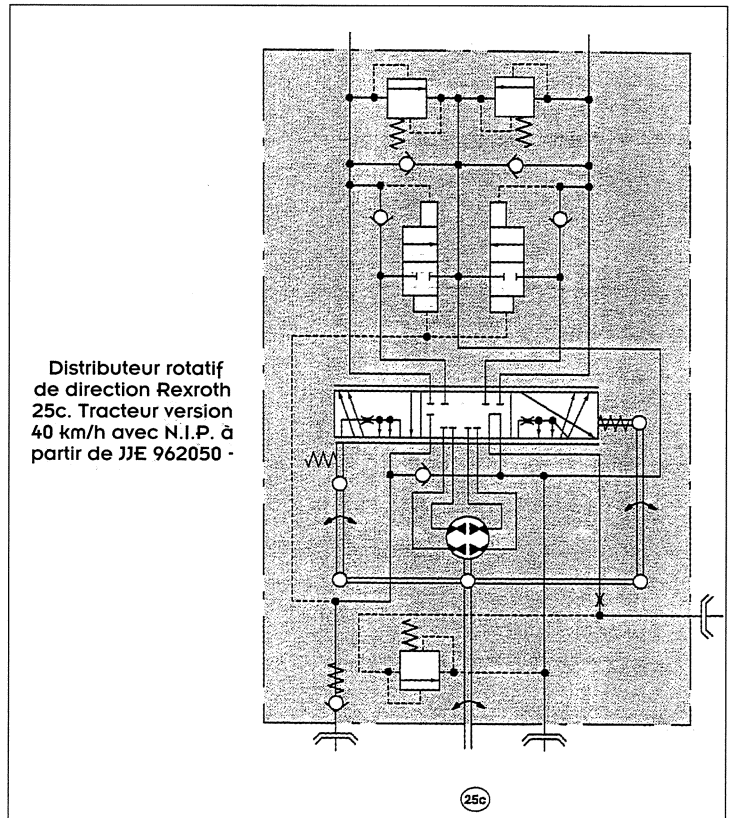 Distributeur rotatif
de direction Rexroth
25c. Tracteur version
40 km/h avec N.I.P. à
partir de JJE 962050 -
25c